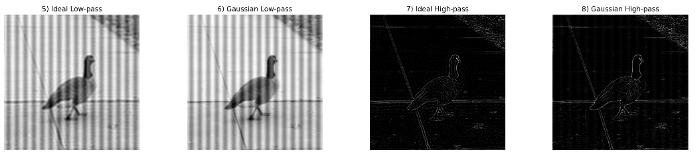 5) Ideal Low-pass
6) Gaussian Low-pass
7) Ideal High-pass
8) Gaussian High-pass